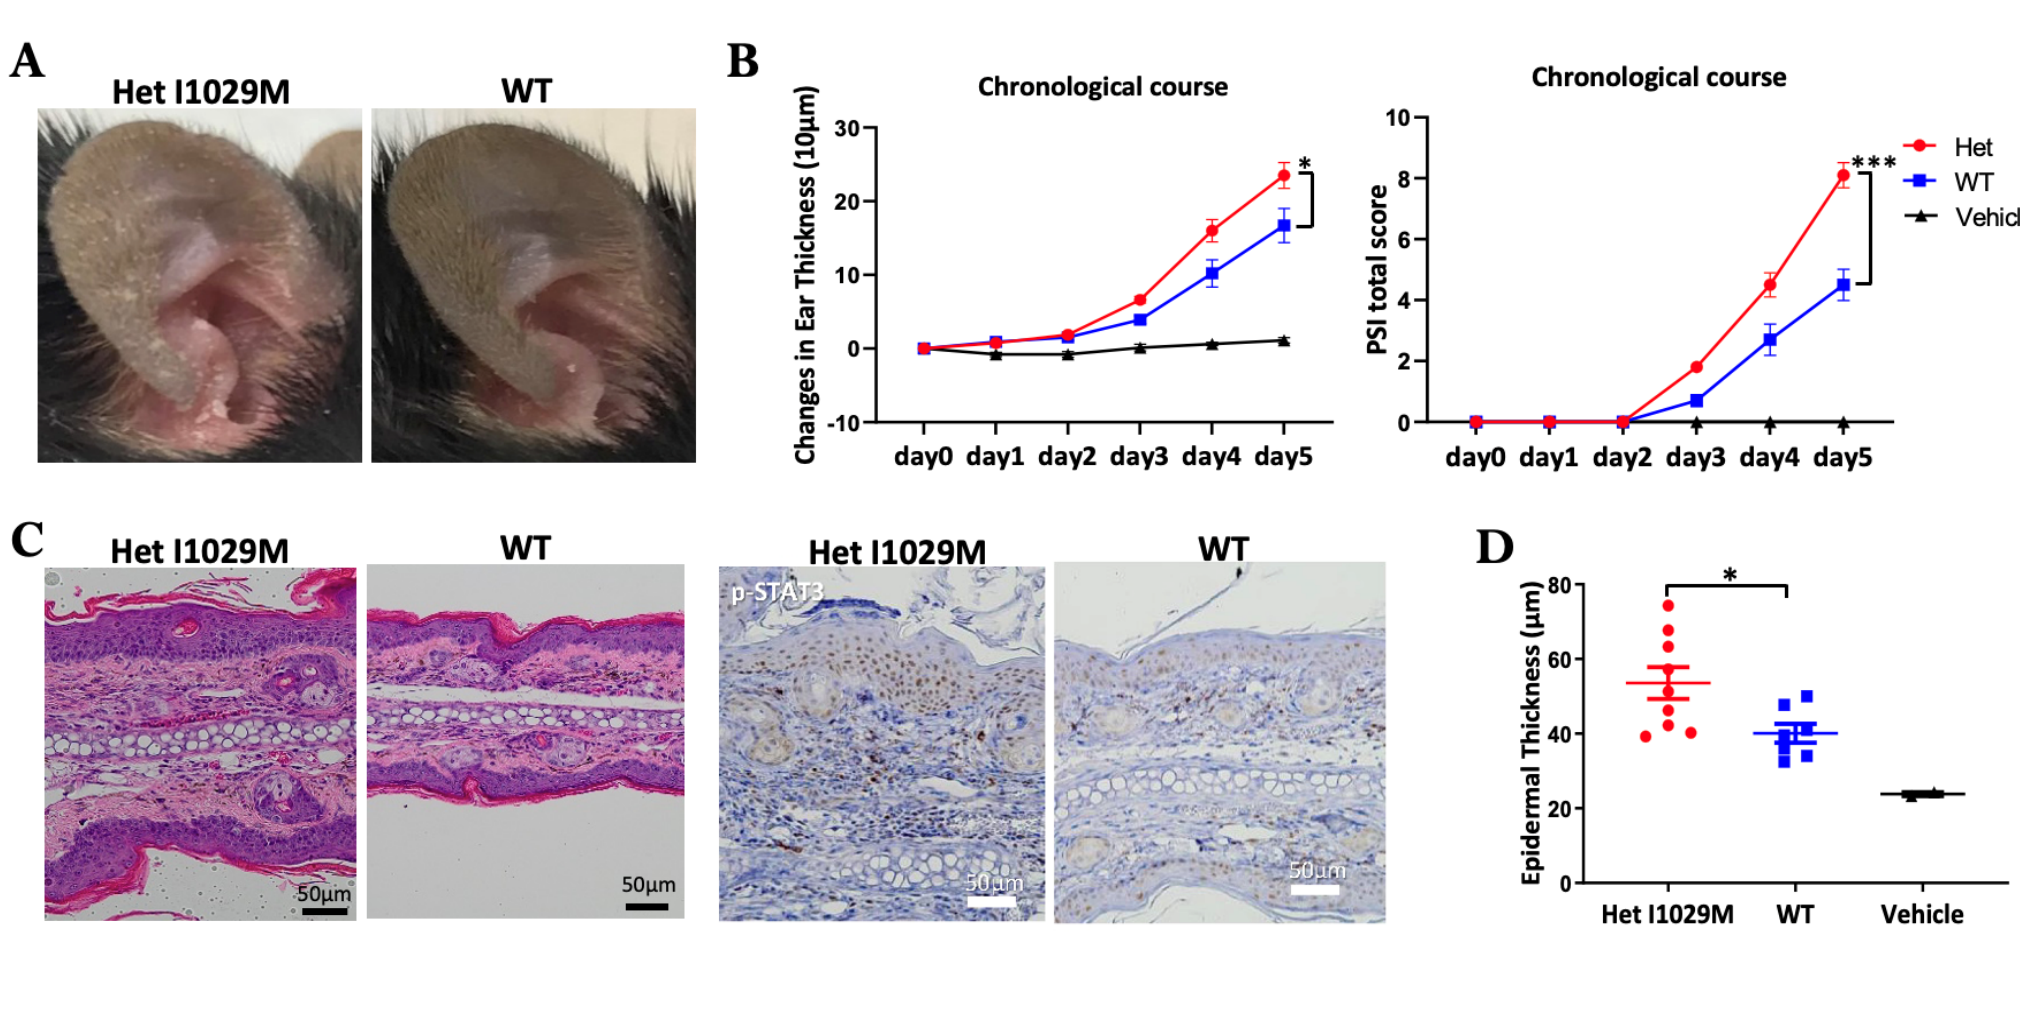 A
Het I1029M
WT
B
Chronological course
Changes in Ear Thickness (10μm)
30
20
10
0
-10
day0 day1 day2 day3 day4 day5
*
Chronological course
PSI total score
10
8
6
4
2
0
day0 day1 day2 day3 day4 day5
***
Het
WT
Vehicl
C
Het I1029M
WT
50μm
50μm
Het I1029M
WT
p-STAT3
50μm
50μm
D
Epidermal Thickness (μm)
80
60
40
20
0
*
Het I1029M
WT
Vehicle